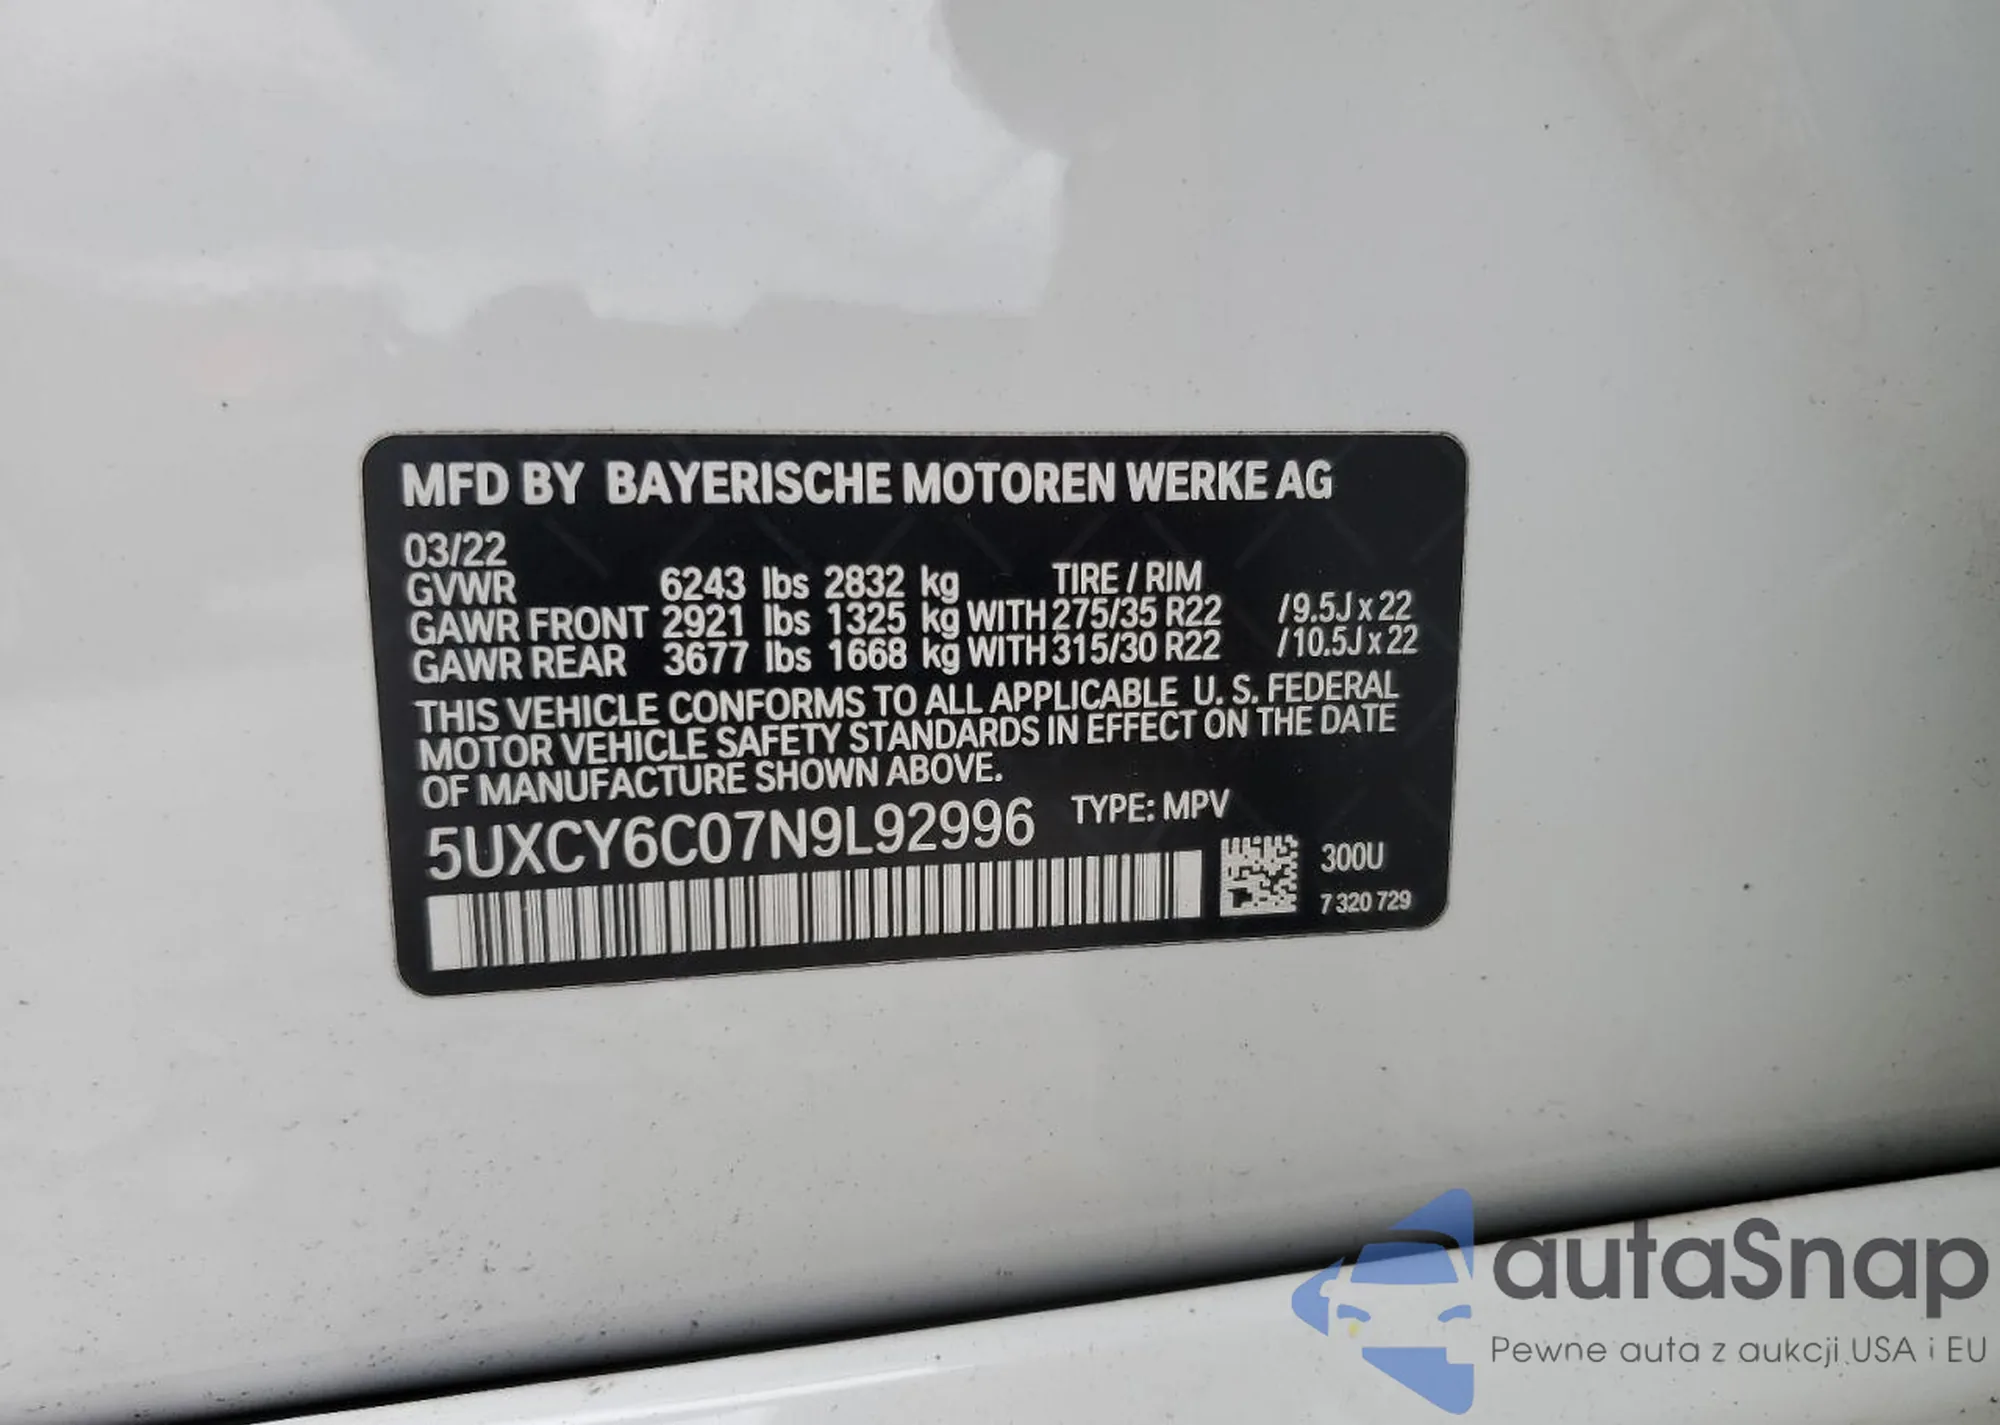 MFD BY BAYERISCHE MOTOREN WERKE AG
03/22
GVWR 6243 lbs 2832 kg TIRE / RIM
GAWR FRONT 2921 lbs 1325 kg WITH 275/35 R22 /9.5J x 22
GAWR REAR 3677 lbs 1668 kg WITH 315/30 R22 /10.5J x 22
THIS VEHICLE CONFORMS TO ALL APPLICABLE U. S. FEDERAL
MOTOR VEHICLE SAFETY STANDARDS IN EFFECT ON THE DATE
OF MANUFACTURE SHOWN ABOVE.
5UXCY6C07N9L92996 TYPE: MPV
300U
7 320 729
autaSnap
Pewne auta z aukcji USA i EU